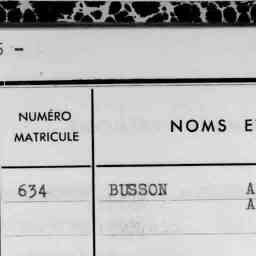 5 -
NUMÉRO
MATRICULE
NOMS E
634 BUSSON A
A